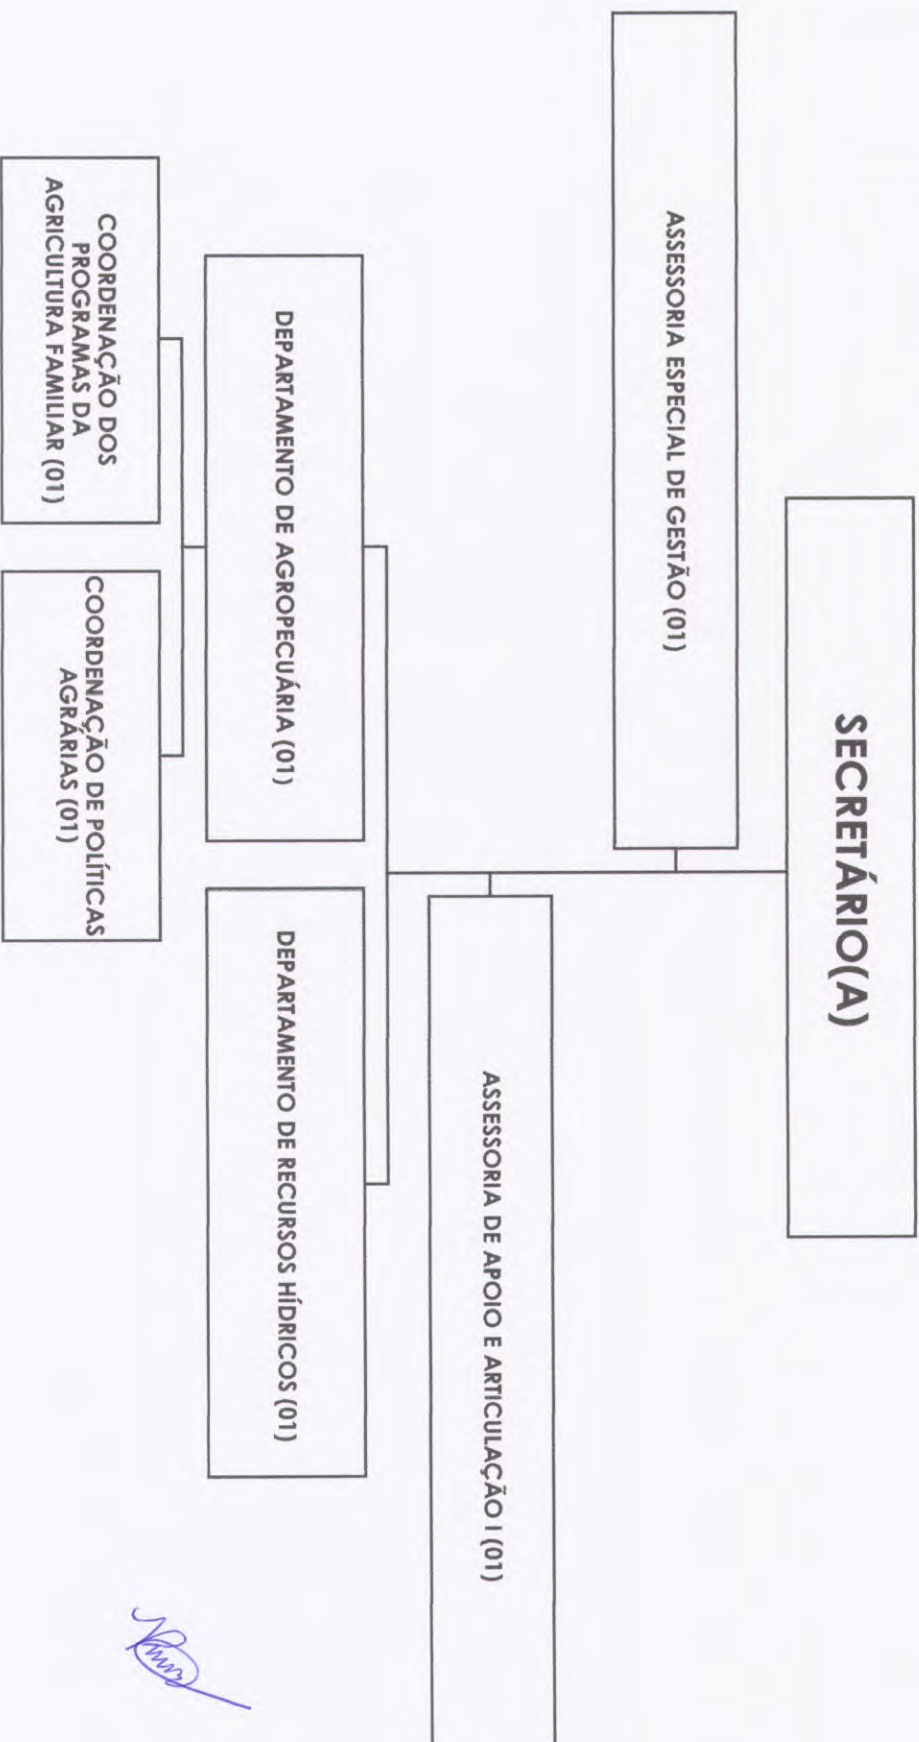 SECRETÁRIO(A)
ASSESSORIA ESPECIAL DE GESTÃO (01)
ASSESSORIA DE APOIO E ARTICULAÇÃO I (01)
DEPARTAMENTO DE AGROPECUÁRIA (01)
DEPARTAMENTO DE RECURSOS HÍDRICOS (01)
COORDENAÇÃO DOS
PROGRAMAS DA
AGRICULTURA FAMILIAR (01)
COORDENAÇÃO DE POLÍTICAS
AGRÁRIAS (01)